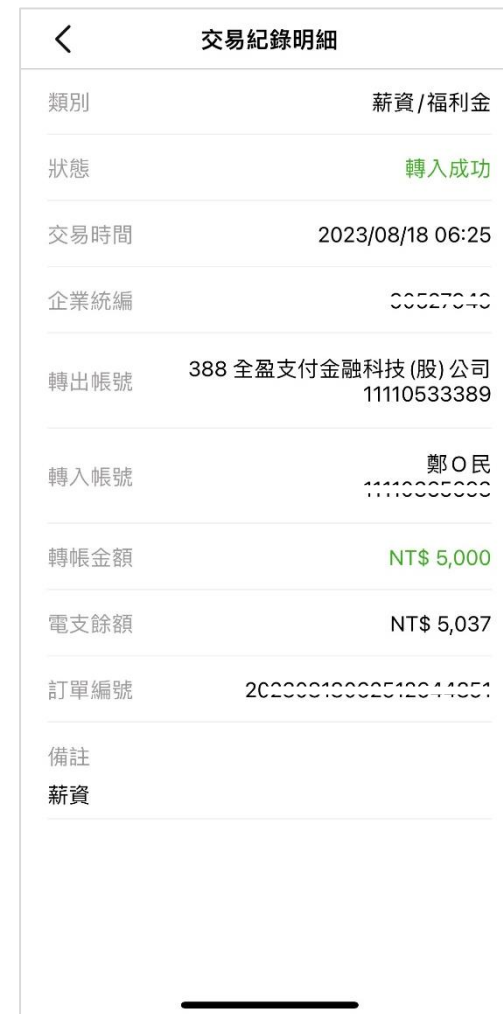 交易紀錄明細
類別 薪資/福利金
狀態 轉入成功
交易時間 2023/08/18 06:25
企業統編
轉出帳號 388 全盈支付金融科技(股)公司
11110533389
轉入帳號 鄭O民
轉帳金額 NT$ 5,000
電支餘額 NT$ 5,037
訂單編號
備註
薪資